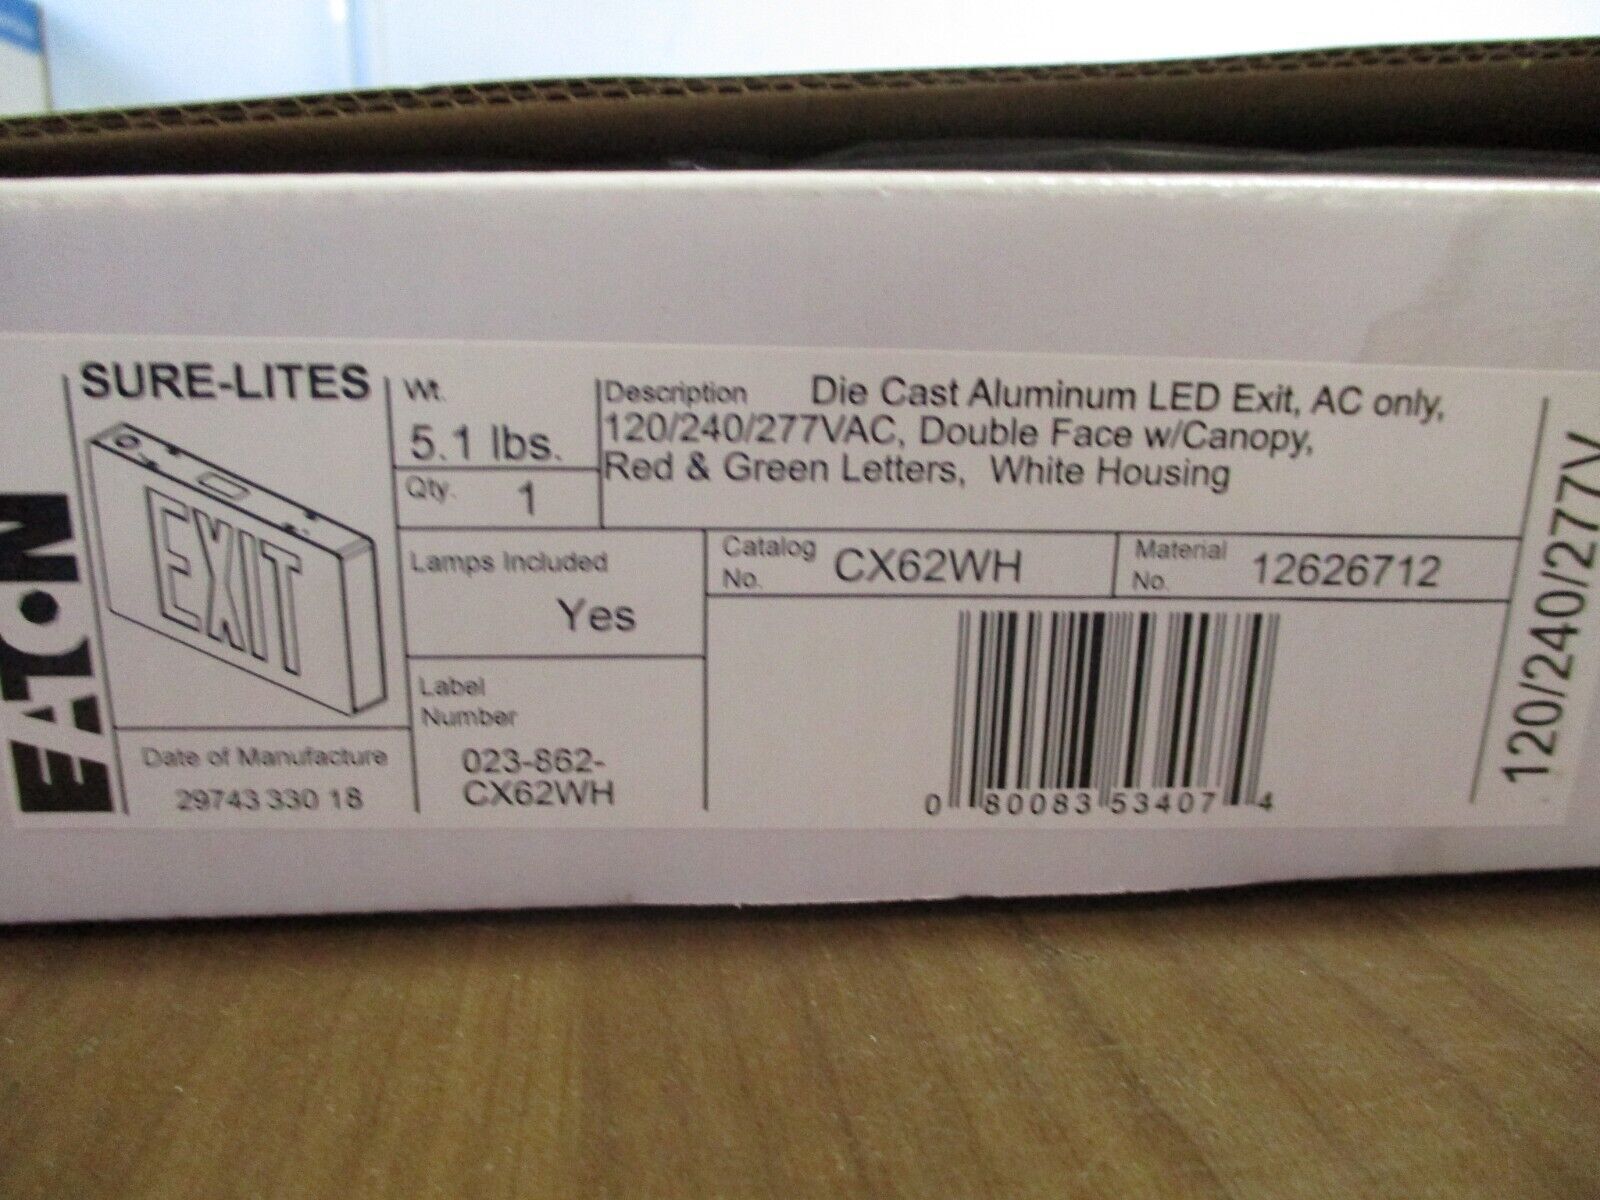 EATON
SURE-LITES
EXIT
Date of Manufacture
29743 330 18
Wt.
5.1 lbs.
Qty. 1
Lamps Included
Yes
Label
Number
023-862-
CX62WH
Description Die Cast Aluminum LED Exit, AC only,
120/240/277VAC, Double Face w/Canopy,
Red & Green Letters, White Housing
Catalog
No. CX62WH
Material
No. 12626712
0 80083 53407 4
120/240/277V